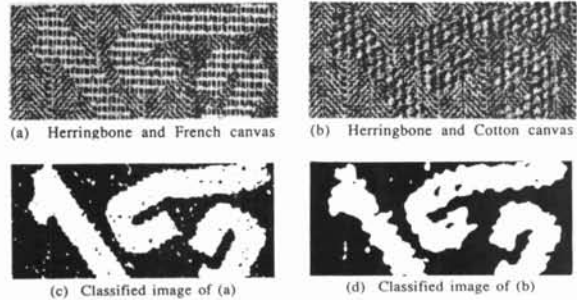 (a) Herringbone and French canvas
(b) Herringbone and Cotton canvas
(c) Classified image of (a)
(d) Classified image of (b)